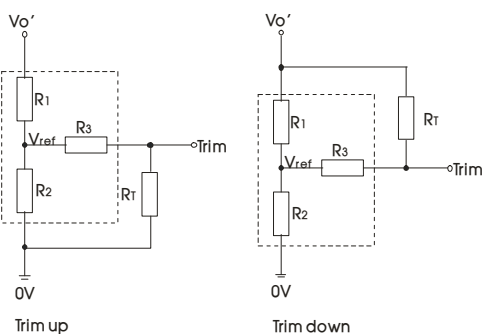 Vo'
R1
Vref
R3
Trim
R2
RT
0V
Trim up
Vo'
R1
RT
Vref
R3
Trim
R2
0V
Trim down